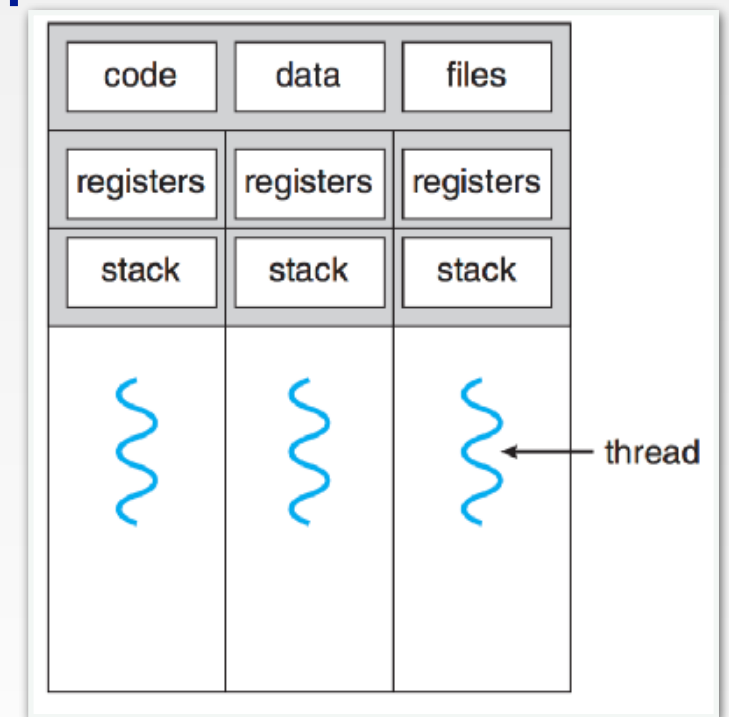 code data files
registers registers registers
stack stack stack
thread